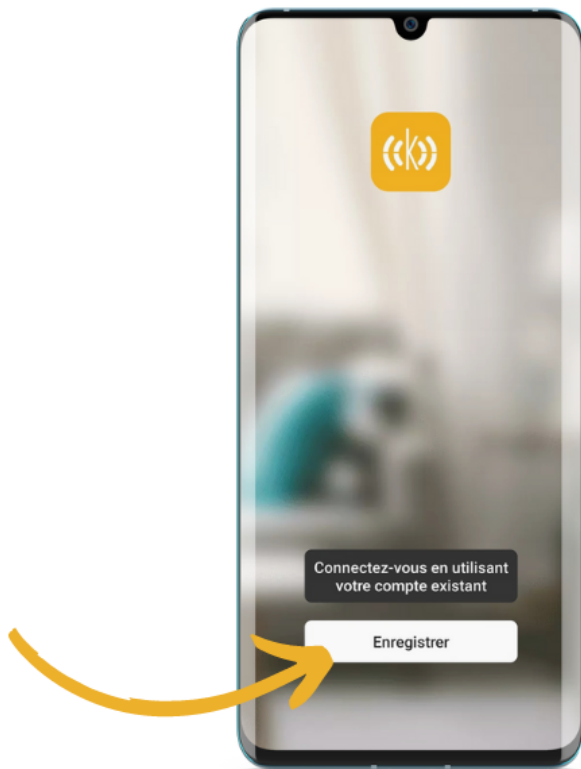 k
Connectez-vous en utilisant
votre compte existant
Enregistrer